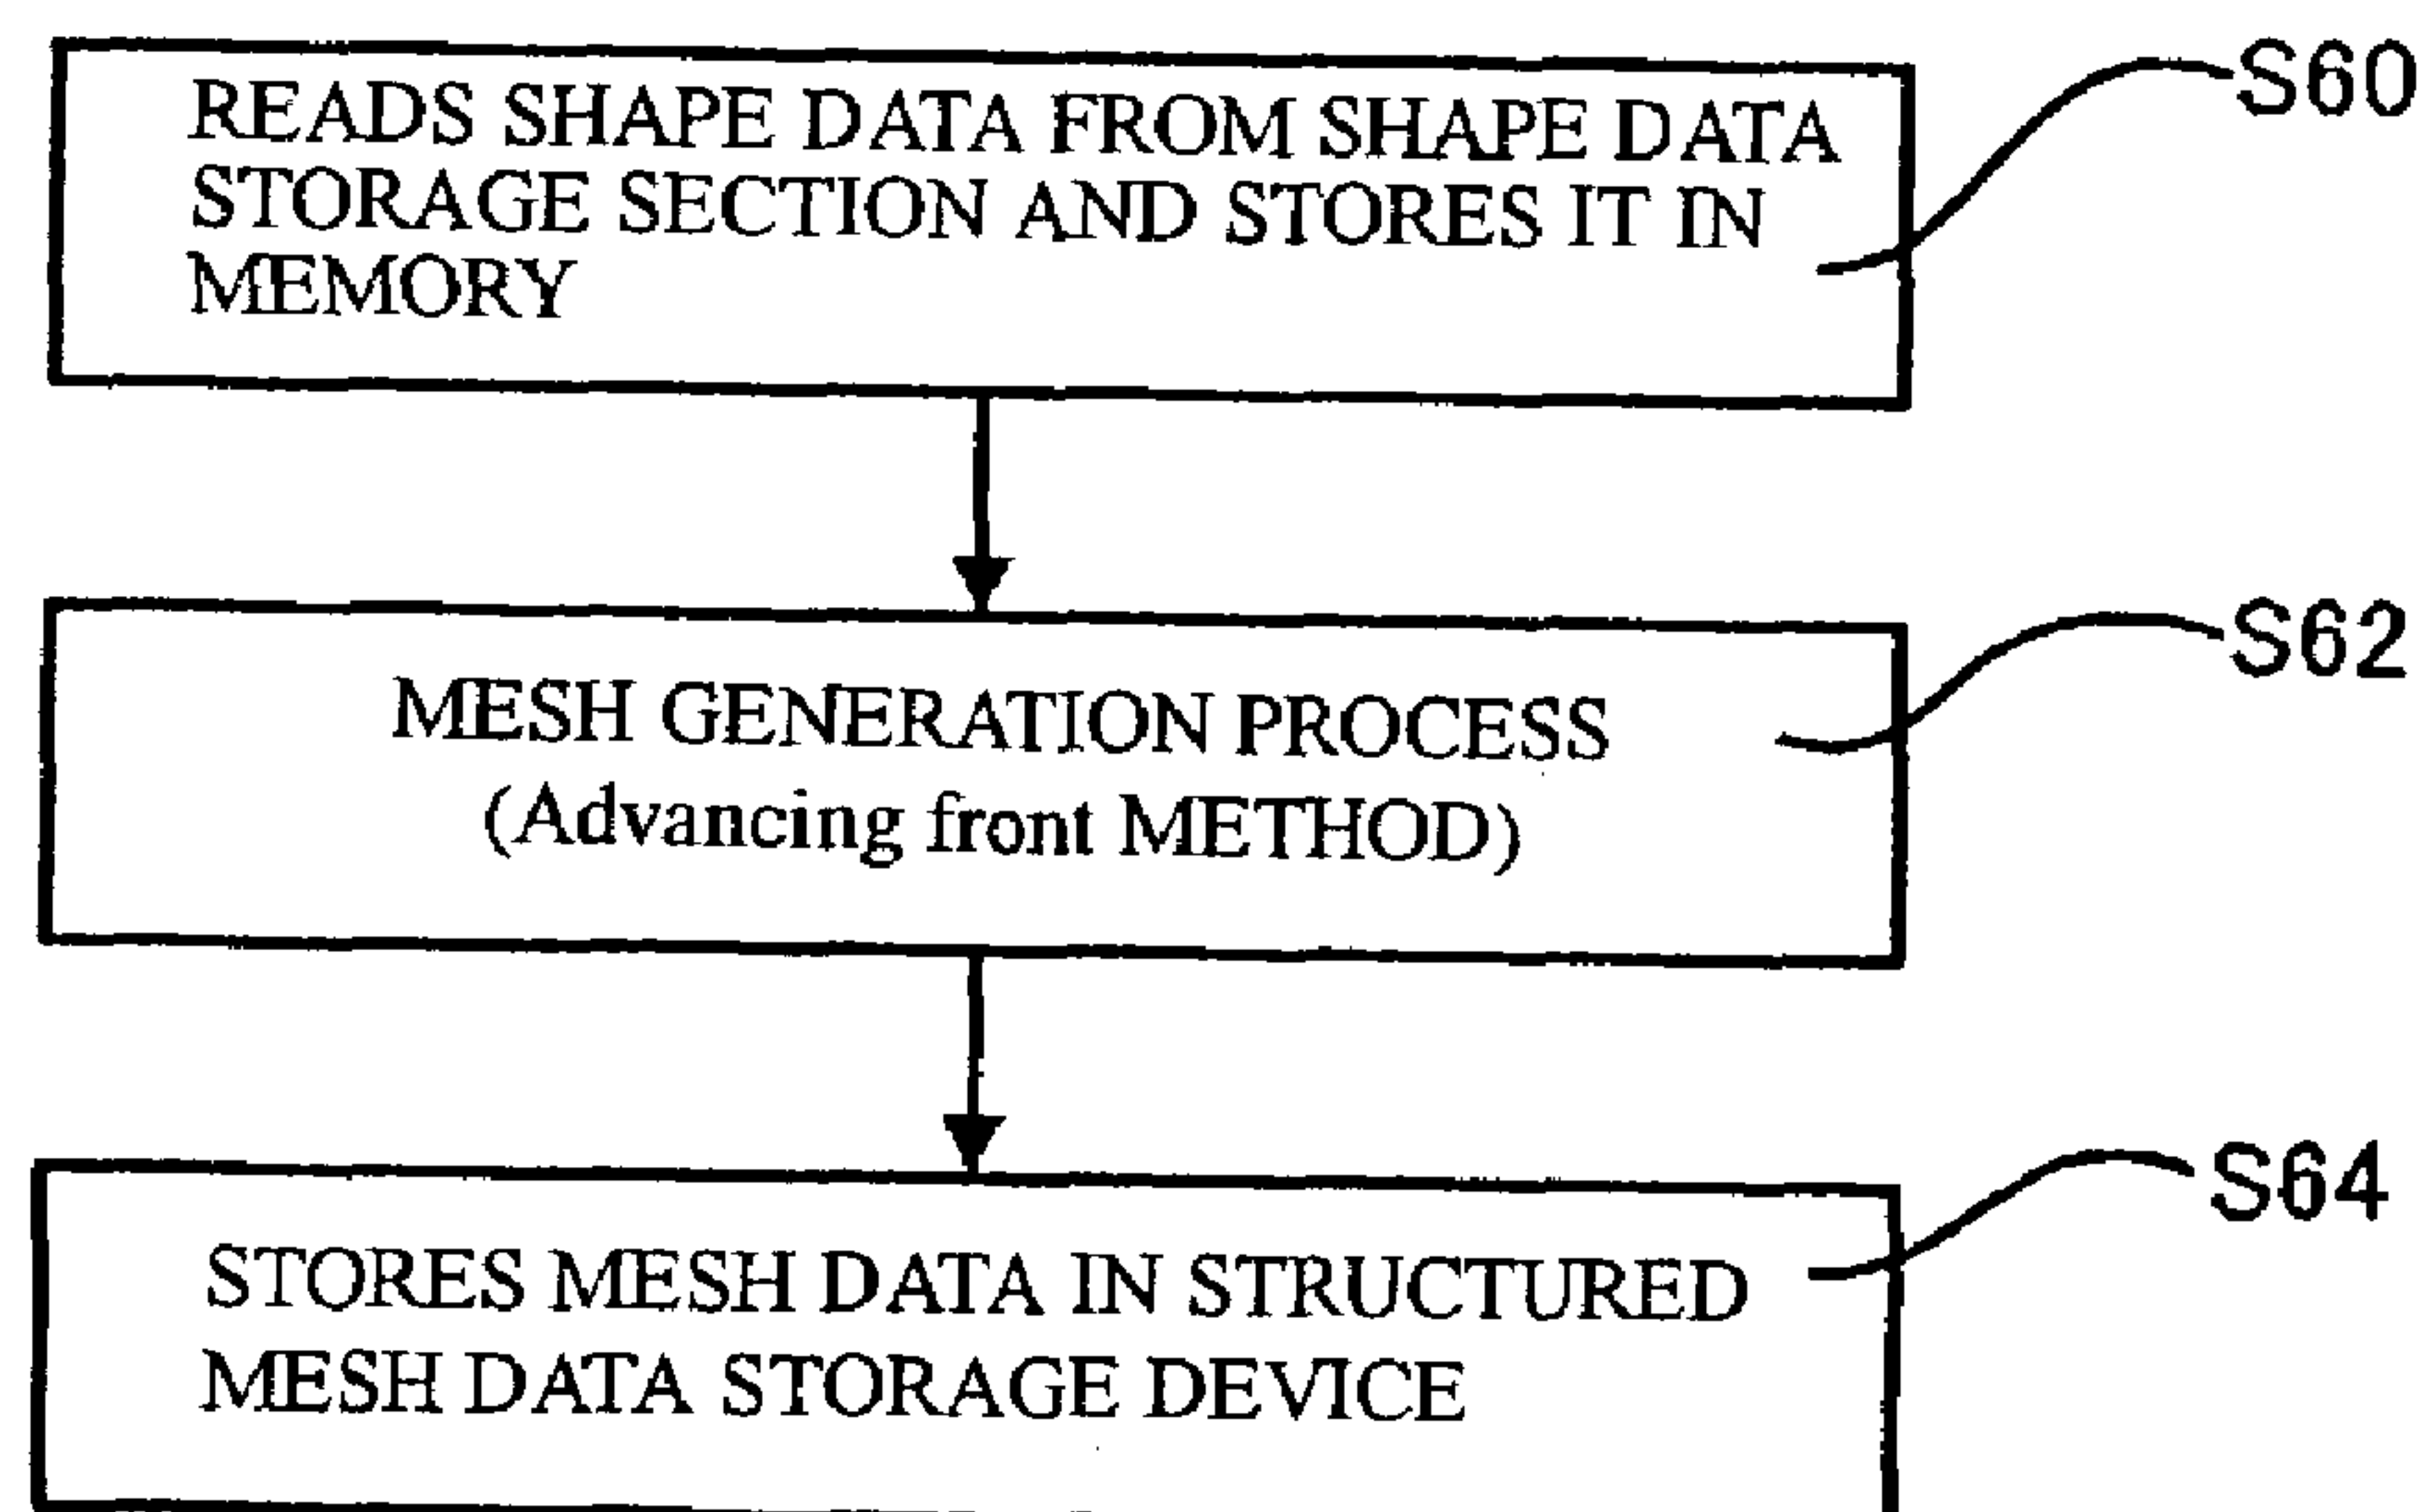 READS SHAPE DATA FROM SHAPE DATA
STORAGE SECTION AND STORES IT IN
MEMORY
S60
MESH GENERATION PROCESS
(Advancing front METHOD)
S62
STORES MESH DATA IN STRUCTURED
MESH DATA STORAGE DEVICE
S64